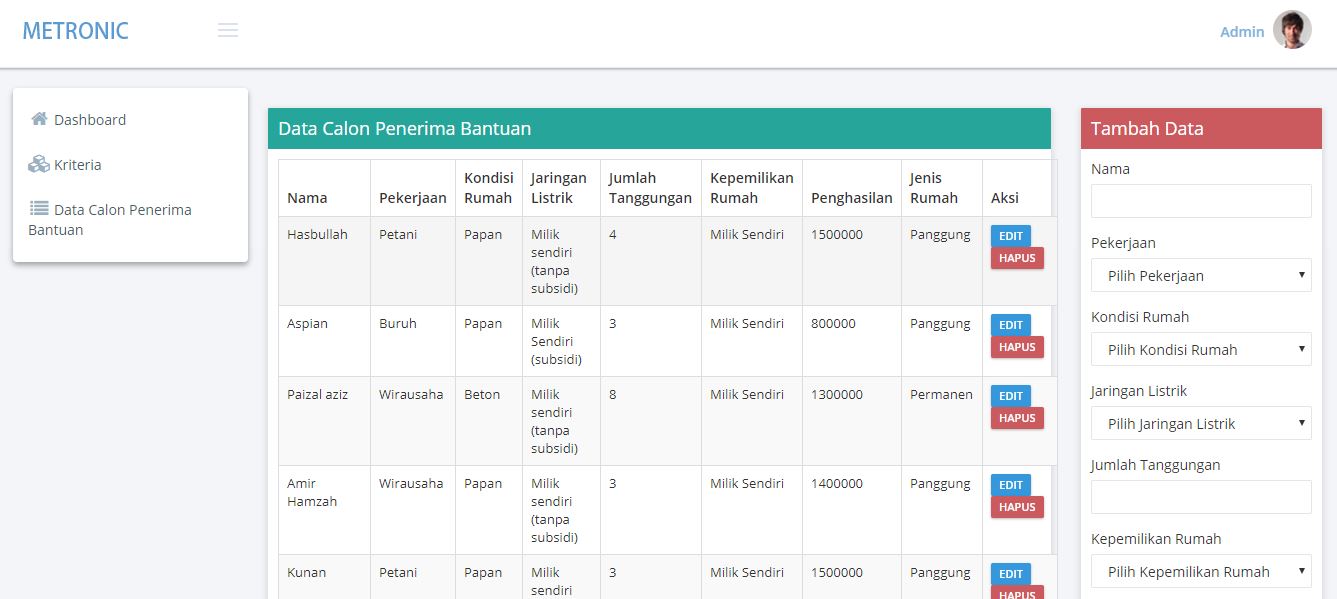 METRONIC
Admin
Dashboard
Kriteria
Data Calon Penerima
Bantuan
Data Calon Penerima Bantuan
Nama Pekerjaan Kondisi Rumah Jaringan Listrik Jumlah Tanggungan Kepemilikan Rumah Penghasilan Jenis Rumah Aksi
Hasbullah Petani Papan Milik sendiri (tanpa subsidi) 4 Milik Sendiri 1500000 Panggung EDIT HAPUS
Aspian Buruh Papan Milik Sendiri (subsidi) 3 Milik Sendiri 800000 Panggung EDIT HAPUS
Paizal aziz Wirausaha Beton Milik sendiri (tanpa subsidi) 8 Milik Sendiri 1300000 Permanen EDIT HAPUS
Amir Hamzah Wirausaha Papan Milik sendiri (tanpa subsidi) 3 Milik Sendiri 1400000 Panggung EDIT HAPUS
Kunan Petani Papan Milik sendiri 3 Milik Sendiri 1500000 Panggung EDIT HAPUS
Tambah Data
Nama
Pekerjaan
Pilih Pekerjaan
Kondisi Rumah
Pilih Kondisi Rumah
Jaringan Listrik
Pilih Jaringan Listrik
Jumlah Tanggungan
Kepemilikan Rumah
Pilih Kepemilikan Rumah